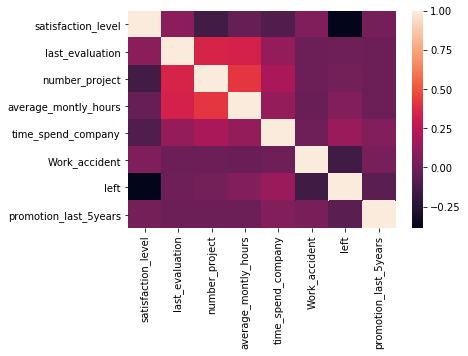 satisfaction_level
last_evaluation
number_project
average_montly_hours
time_spend_company
Work_accident
left
promotion_last_5years
satisfaction_level
last_evaluation
number_project
average_montly_hours
time_spend_company
Work_accident
left
promotion_last_5years
1.00
0.75
0.50
0.25
0.00
−0.25